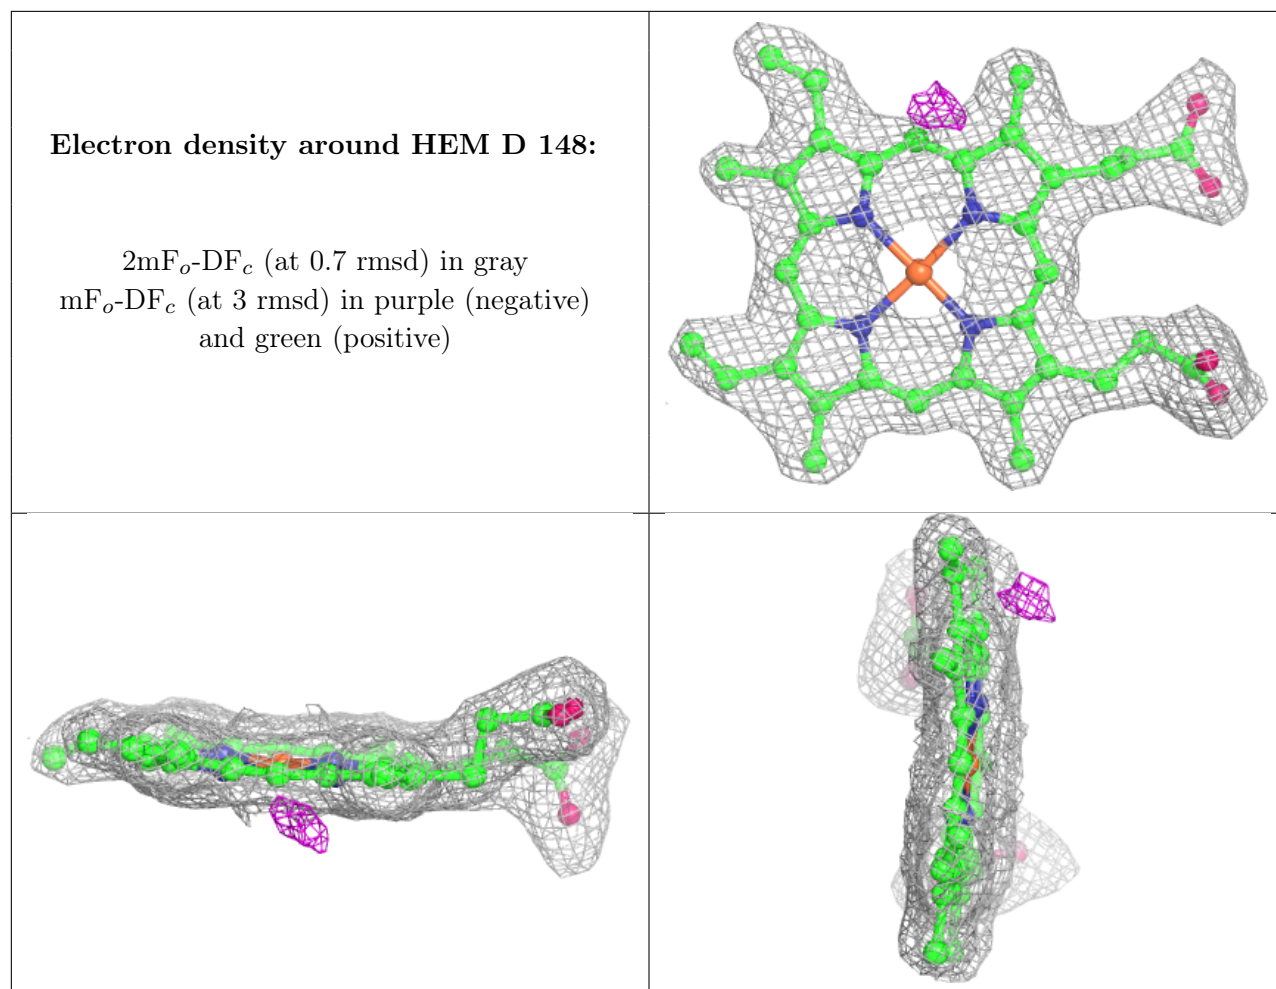 Electron density around HEM D 148:
2mFₒ-DF𝒸 (at 0.7 rmsd) in gray
mFₒ-DF𝒸 (at 3 rmsd) in purple (negative)
and green (positive)